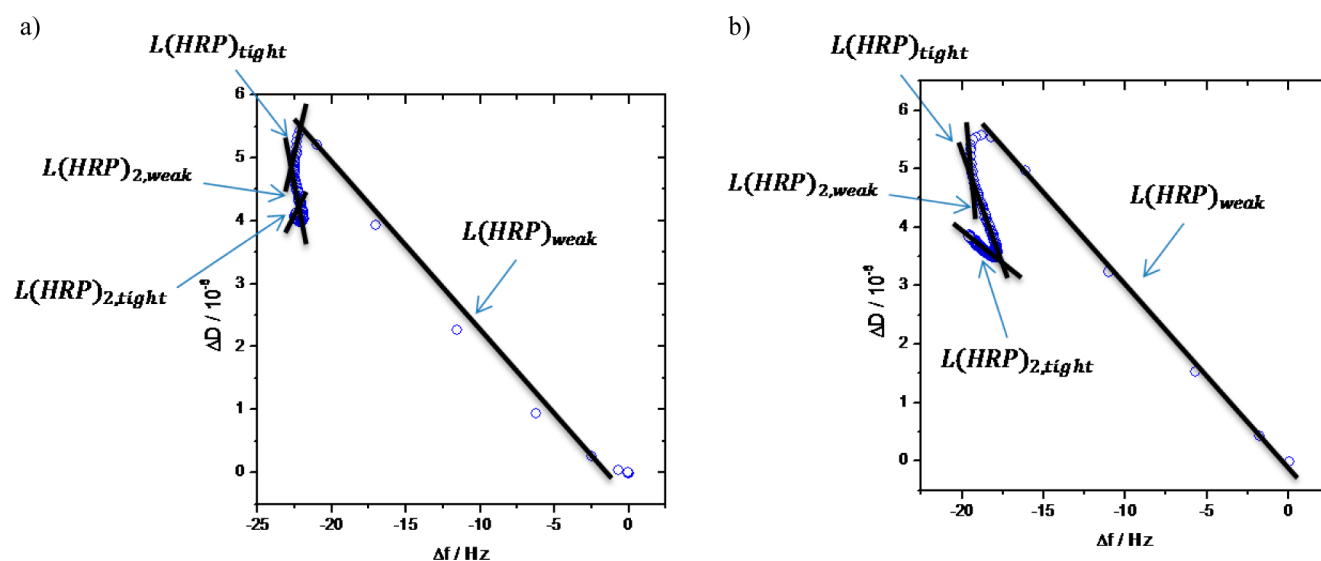 a)
L(HRP)tight
L(HRP)2,weak
L(HRP)weak
L(HRP)2,tight
ΔD / 10⁻⁶
6
5
4
3
2
1
0
-25 -20 -15 -10 -5 0
Δf / Hz
b)
L(HRP)tight
L(HRP)2,weak
L(HRP)weak
L(HRP)2,tight
ΔD / 10⁻⁶
6
5
4
3
2
1
0
-20 -15 -10 -5 0
Δf / Hz